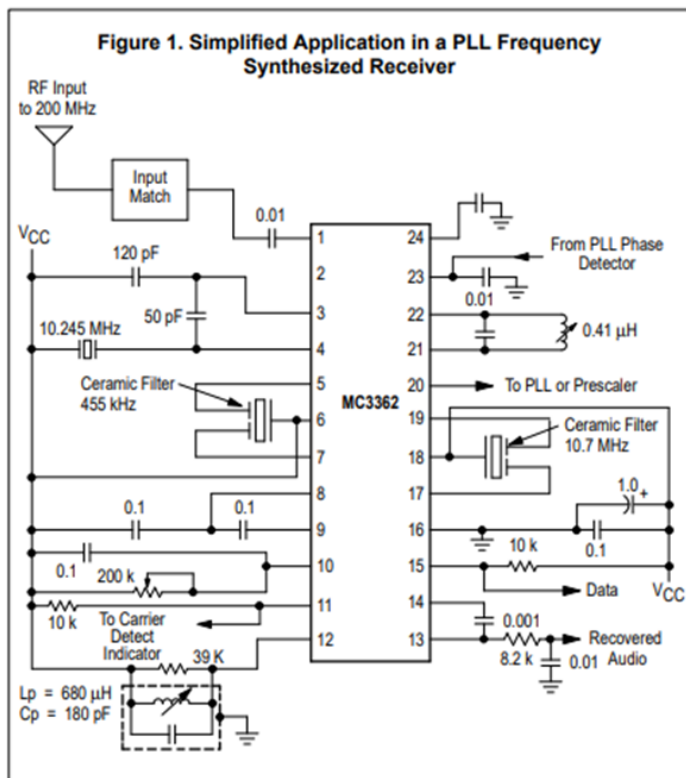 Figure 1. Simplified Application in a PLL Frequency
Synthesized Receiver
RF Input
to 200 MHz
Input
Match
0.01
VCC
120 pF
50 pF
10.245 MHz
Ceramic Filter
455 kHz
0.1
0.1
0.1
200 k
10 k
To Carrier
Detect
Indicator
39 K
Lp = 680 µH
Cp = 180 pF
1
2
3
4
5
6
7
8
9
10
11
12
MC3362
24
23
22
21
20
19
18
17
16
15
14
13
From PLL Phase
Detector
0.01
0.41 µH
To PLL or Prescaler
Ceramic Filter
10.7 MHz
1.0
+
0.1
10 k
VCC
Data
0.001
8.2 k
Recovered
Audio
0.01